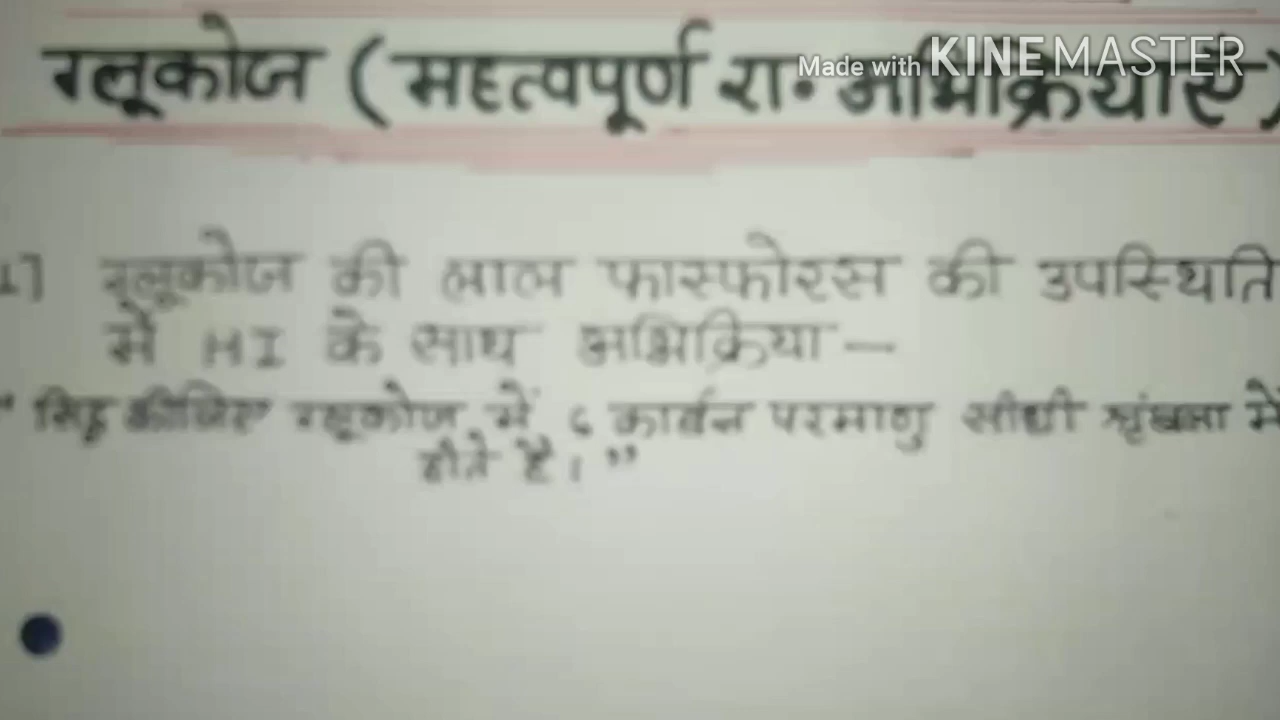 ग्लूकोज (महत्वपूर्ण रा॰ अभिक्रियाएं)
Made with KINEMASTER
1] ग्लूकोज की लाल फास्फोरस की उपस्थिति
में HI के साथ अभिक्रिया —
" सिद्ध कीजिए ग्लूकोज में 6 कार्बन परमाणु सीधी श्रृंखला में
होते है। "